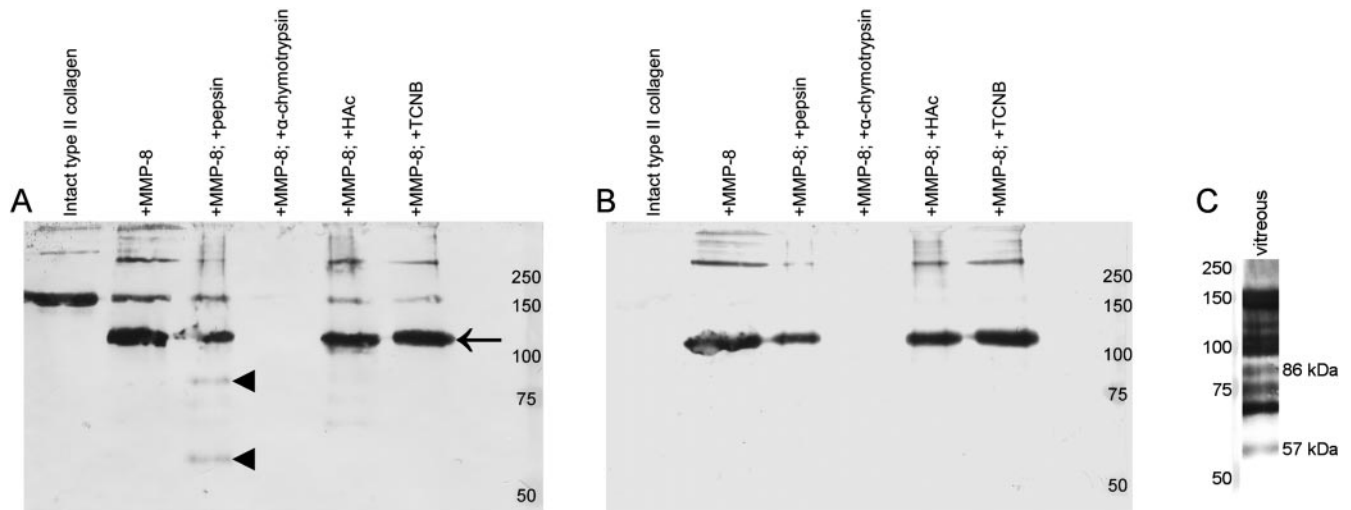 A
Intact type II collagen
+MMP-8
+MMP-8; +pepsin
+MMP-8; +α-chymotrypsin
+MMP-8; +HAc
+MMP-8; +TCNB
250
150
100
75
50
B
Intact type II collagen
+MMP-8
+MMP-8; +pepsin
+MMP-8; +α-chymotrypsin
+MMP-8; +HAc
+MMP-8; +TCNB
250
150
100
75
50
C
vitreous
250
150
100
86 kDa
75
57 kDa
50